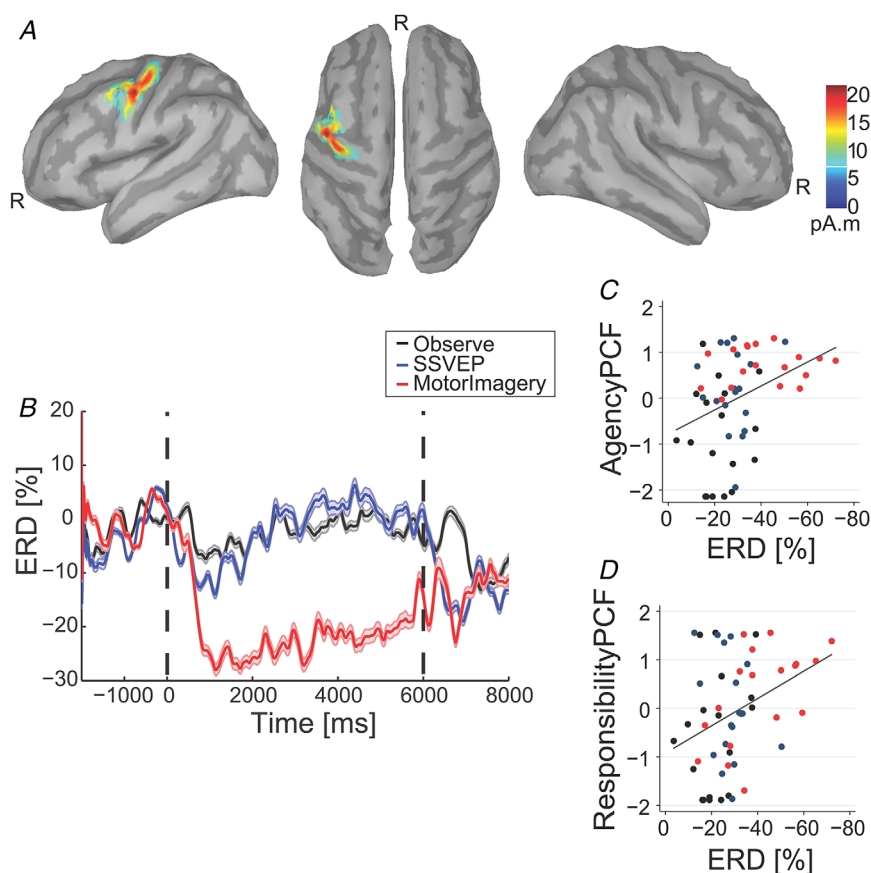 A
R
R
R
20
15
10
5
0
pA.m
Observe
SSVEP
MotorImagery
B
20
10
0
−10
−20
−30
ERD [%]
−1000 0 2000 4000 6000 8000
Time [ms]
C
2
1
0
−1
−2
AgencyPCF
0 −20 −40 −60 −80
ERD [%]
D
2
1
0
−1
−2
ResponsibilityPCF
0 −20 −40 −60 −80
ERD [%]